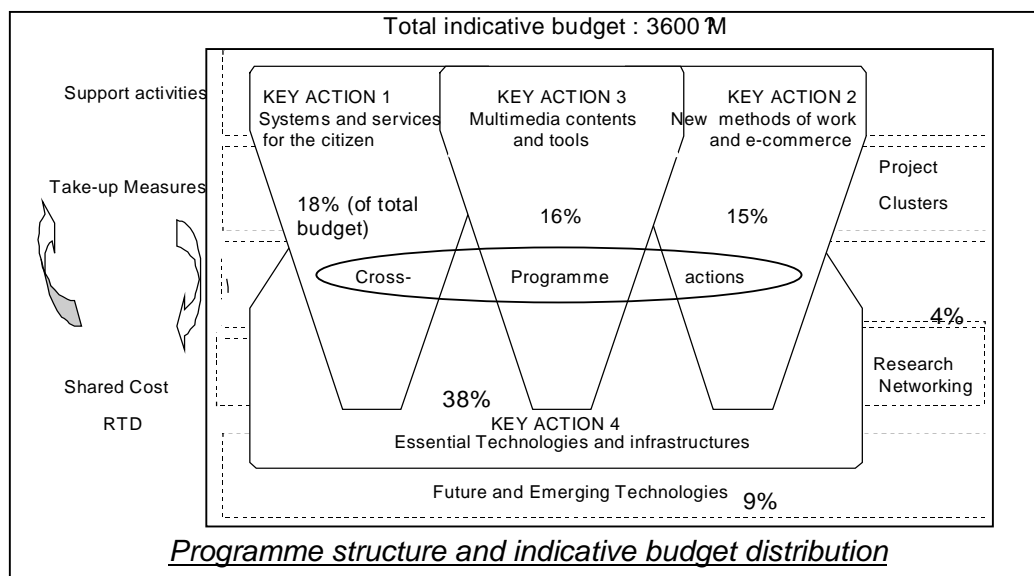 Total indicative budget : 3600 M
Support activities
KEY ACTION 1
Systems and services
for the citizen
KEY ACTION 3
Multimedia contents
and tools
KEY ACTION 2
New methods of work
and e-commerce
Take-up Measures
Project
Clusters
18% (of total
budget)
16%
15%
Cross- Programme actions
4%
Shared Cost
RTD
Research
Networking
38%
KEY ACTION 4
Essential Technologies and infrastructures
Future and Emerging Technologies 9%
Programme structure and indicative budget distribution